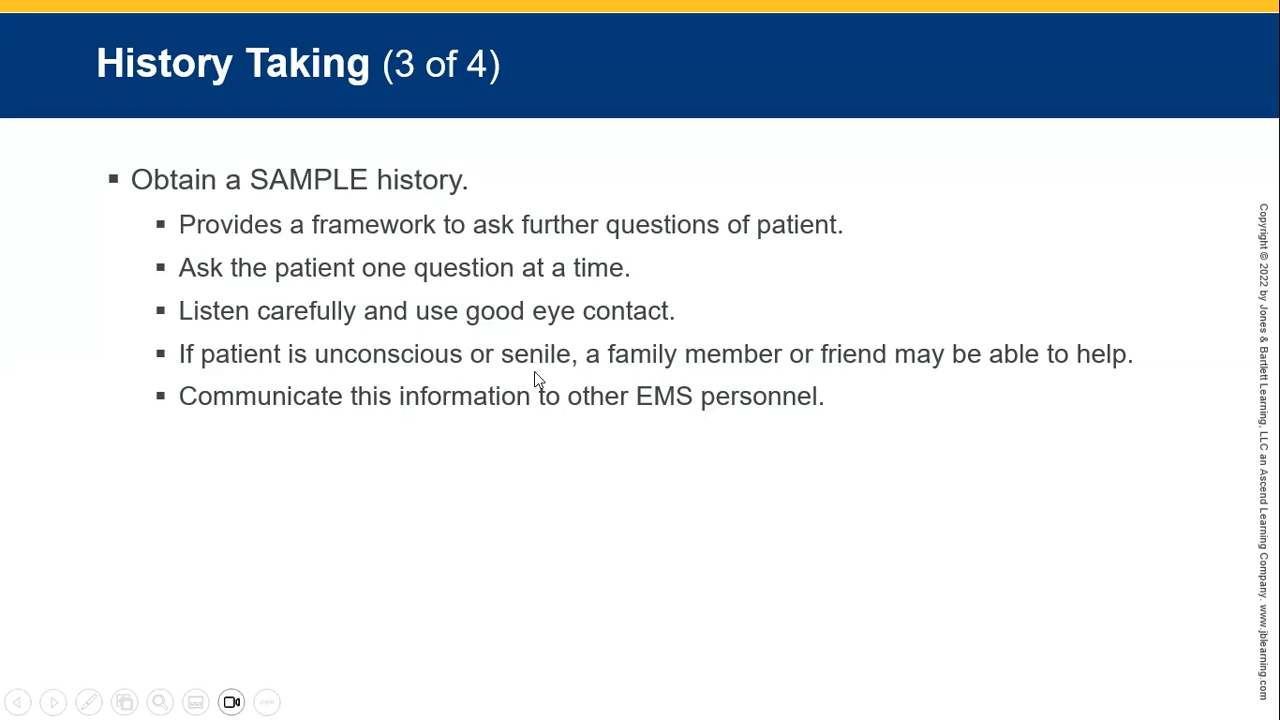 History Taking (3 of 4)
▪ Obtain a SAMPLE history.
▪ Provides a framework to ask further questions of patient.
▪ Ask the patient one question at a time.
▪ Listen carefully and use good eye contact.
▪ If patient is unconscious or senile, a family member or friend may be able to help.
▪ Communicate this information to other EMS personnel.
Copyright © 2022 by Jones & Bartlett Learning, LLC an Ascend Learning Company. www.jblearning.com